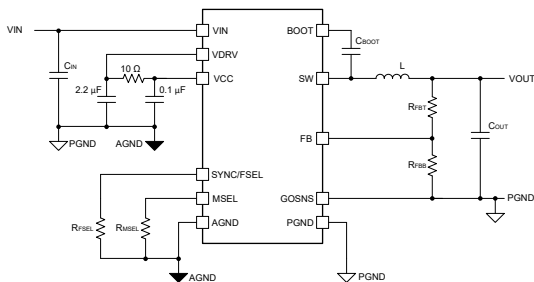 VIN
VIN
VDRV
VCC
10 Ω
CIN
2.2 µF
0.1 µF
PGND
AGND
SYNC/FSEL
MSEL
AGND
RFSEL
RMSEL
AGND
BOOT
CBOOT
SW
L
VOUT
RFBT
FB
COUT
RFBB
GOSNS
PGND
PGND
PGND